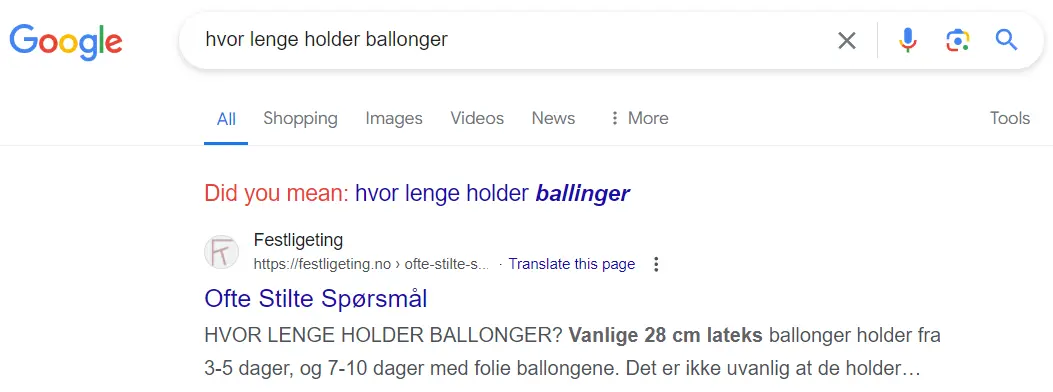 Google
hvor lenge holder ballonger
All Shopping Images Videos News More Tools
Did you mean: hvor lenge holder ballinger
Festligeting
https://festligeting.no › ofte-stilte-s... · Translate this page
Ofte Stilte Spørsmål
HVOR LENGE HOLDER BALLONGER? Vanlige 28 cm lateks ballonger holder fra
3-5 dager, og 7-10 dager med folie ballongene. Det er ikke uvanlig at de holder…